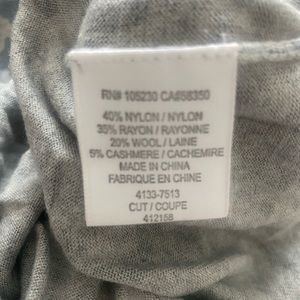 RN# 105230 CA#58350
40% NYLON / NYLON
35% RAYON / RAYONNE
20% WOOL / LAINE
5% CASHMERE / CACHEMIRE
MADE IN CHINA
FABRIQUE EN CHINE
4133-7513
CUT / COUPE
412158